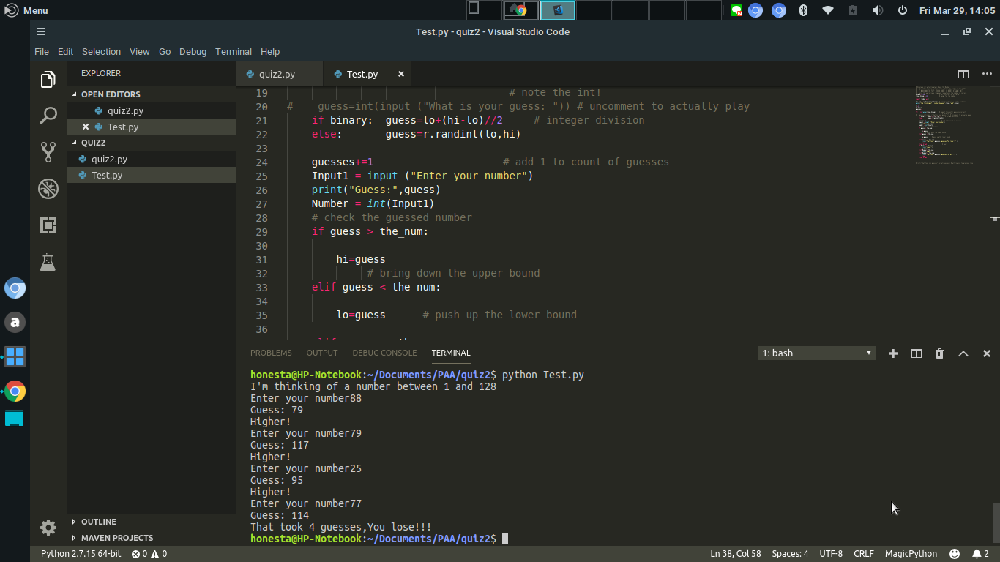 Menu
Fri Mar 29, 14:05
Test.py - quiz2 - Visual Studio Code
File Edit Selection View Go Debug Terminal Help
EXPLORER
OPEN EDITORS
quiz2.py
Test.py
QUIZ2
quiz2.py
Test.py
OUTLINE
MAVEN PROJECTS
quiz2.py Test.py
19 # note the int!
20 # guess=int(input ("What is your guess: ")) # uncomment to actually play
21 if binary: guess=lo+(hi-lo)//2 # integer division
22 else: guess=r.randint(lo,hi)
23
24 guesses+=1 # add 1 to count of guesses
25 Input1 = input ("Enter your number")
26 print("Guess:",guess)
27 Number = int(Input1)
28 # check the guessed number
29 if guess > the_num:
30
31 hi=guess
32 # bring down the upper bound
33 elif guess < the_num:
34
35 lo=guess # push up the lower bound
36
PROBLEMS OUTPUT DEBUG CONSOLE TERMINAL
1: bash
honesta@HP-Notebook:~/Documents/PAA/quiz2$ python Test.py
I'm thinking of a number between 1 and 128
Enter your number88
Guess: 79
Higher!
Enter your number79
Guess: 117
Higher!
Enter your number25
Guess: 95
Higher!
Enter your number77
Guess: 114
That took 4 guesses,You lose!!!
honesta@HP-Notebook:~/Documents/PAA/quiz2$
Python 2.7.15 64-bit 0 0 Ln 38, Col 58 Spaces: 4 UTF-8 CRLF MagicPython 2